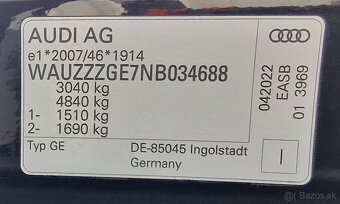 AUDI AG
e1*2007/46*1914
WAUZZZGE7NB034688
3040 kg
4840 kg
1- 1510 kg
2- 1690 kg
Typ GE
DE-85045 Ingolstadt
Germany
I
042022
EASB
01 3969
Bazos.sk